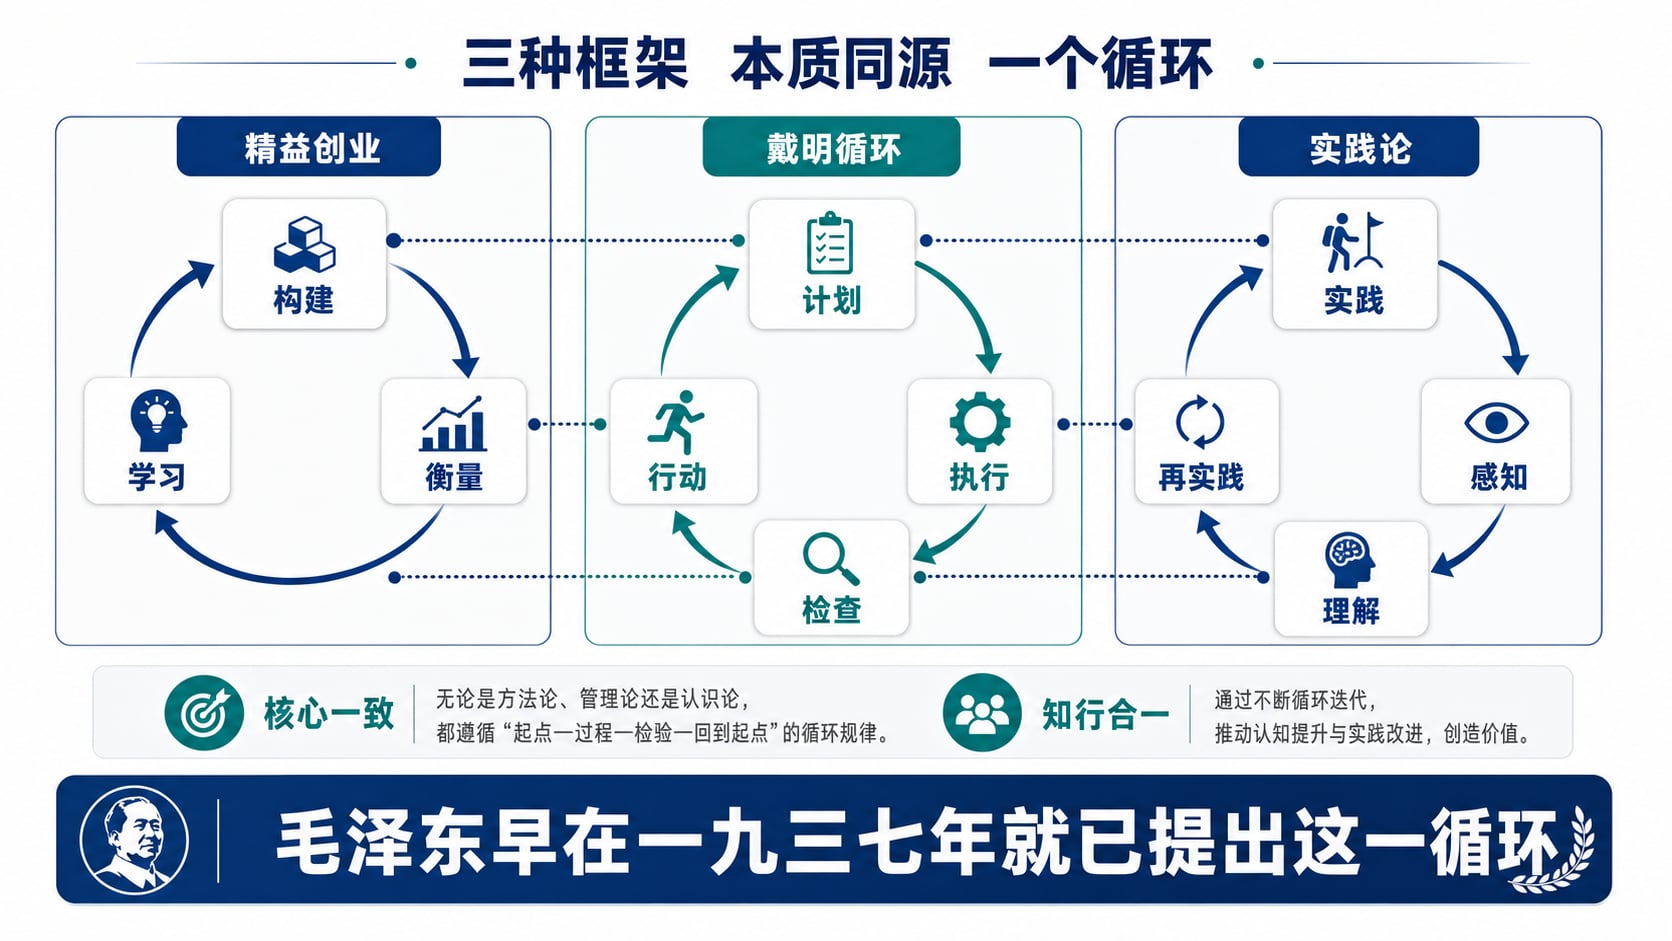 三种框架 本质同源 一个循环
精益创业
构建
衡量
学习
戴明循环
计划
执行
检查
行动
实践论
实践
感知
理解
再实践
核心一致
无论是方法论、管理论还是认识论，
都遵循“起点—过程—检验—回到起点”的循环规律。
知行合一
通过不断循环迭代，
推动认知提升与实践改进，创造价值。
毛泽东早在一九三七年就已提出这一循环